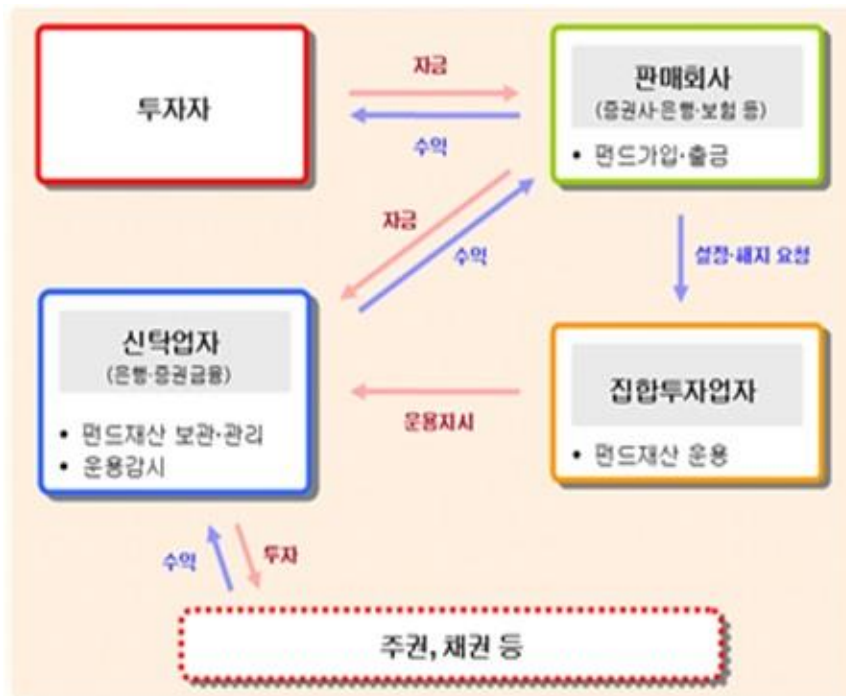 투자자
자금
수익
판매회사
(증권사·은행·보험 등)
• 펀드가입·출금
자금
수익
설정·해지 요청
신탁업자
(은행·증권금융)
• 펀드재산 보관·관리
• 운용감시
운용지시
집합투자업자
• 펀드재산 운용
수익
투자
주권, 채권 등